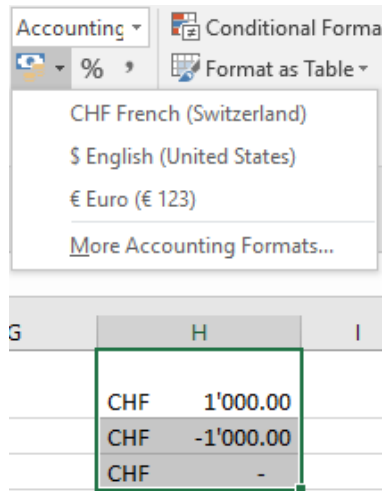 Accounting Conditional Forma
% , Format as Table
CHF French (Switzerland)
$ English (United States)
€ Euro (€ 123)
More Accounting Formats...
G H I
CHF 1'000.00
CHF -1'000.00
CHF -